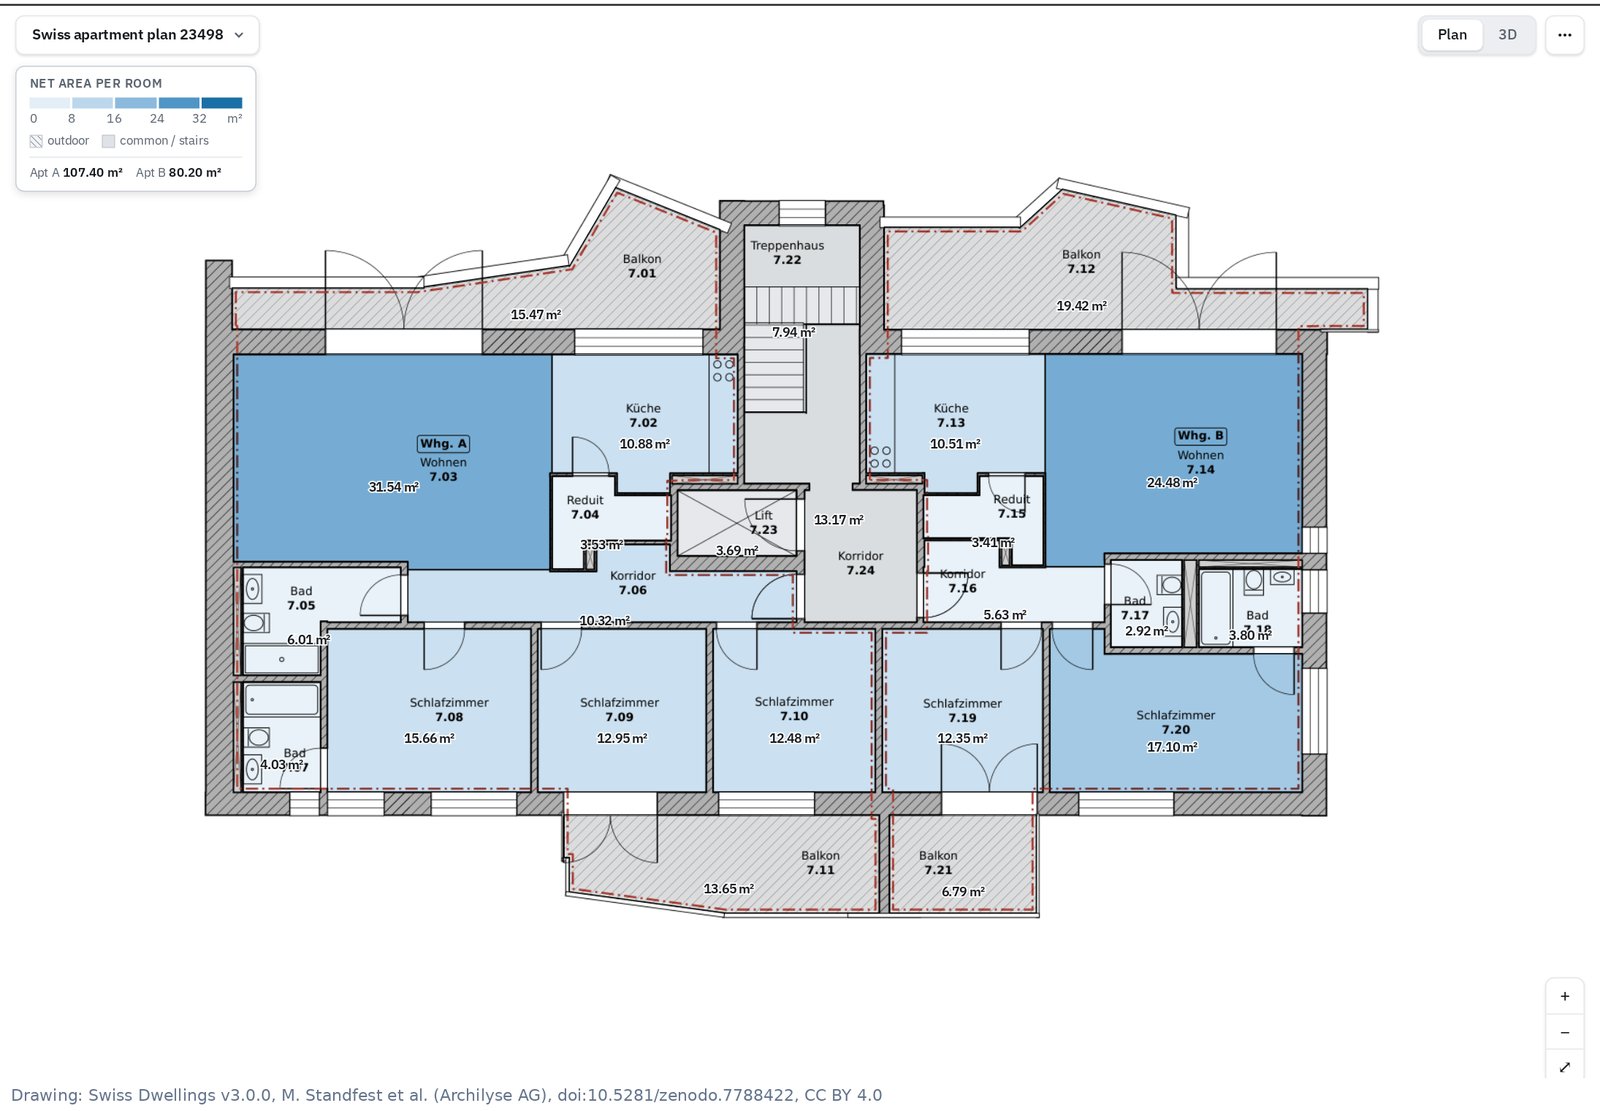 Swiss apartment plan 23498
Plan
3D
NET AREA PER ROOM
0 8 16 24 32 m²
outdoor
common / stairs
Apt A 107.40 m²
Apt B 80.20 m²
Treppenhaus
7.22
7.94 m²
Balkon
7.01
15.47 m²
Balkon
7.12
19.42 m²
Whg. A
Wohnen
7.03
31.54 m²
Küche
7.02
10.88 m²
Küche
7.13
10.51 m²
Whg. B
Wohnen
7.14
24.48 m²
Reduit
7.04
3.53 m²
Lift
7.23
3.69 m²
13.17 m²
Korridor
7.24
Reduit
7.15
3.41 m²
Bad
7.05
6.01 m²
Korridor
7.06
10.32 m²
Korridor
7.16
5.63 m²
Bad
7.17
2.92 m²
Bad
7.18
3.80 m²
Bad
4.03 m²
Schlafzimmer
7.08
15.66 m²
Schlafzimmer
7.09
12.95 m²
Schlafzimmer
7.10
12.48 m²
Schlafzimmer
7.19
12.35 m²
Schlafzimmer
7.20
17.10 m²
Balkon
7.11
13.65 m²
Balkon
7.21
6.79 m²
Drawing: Swiss Dwellings v3.0.0, M. Standfest et al. (Archilyse AG), doi:10.5281/zenodo.7788422, CC BY 4.0